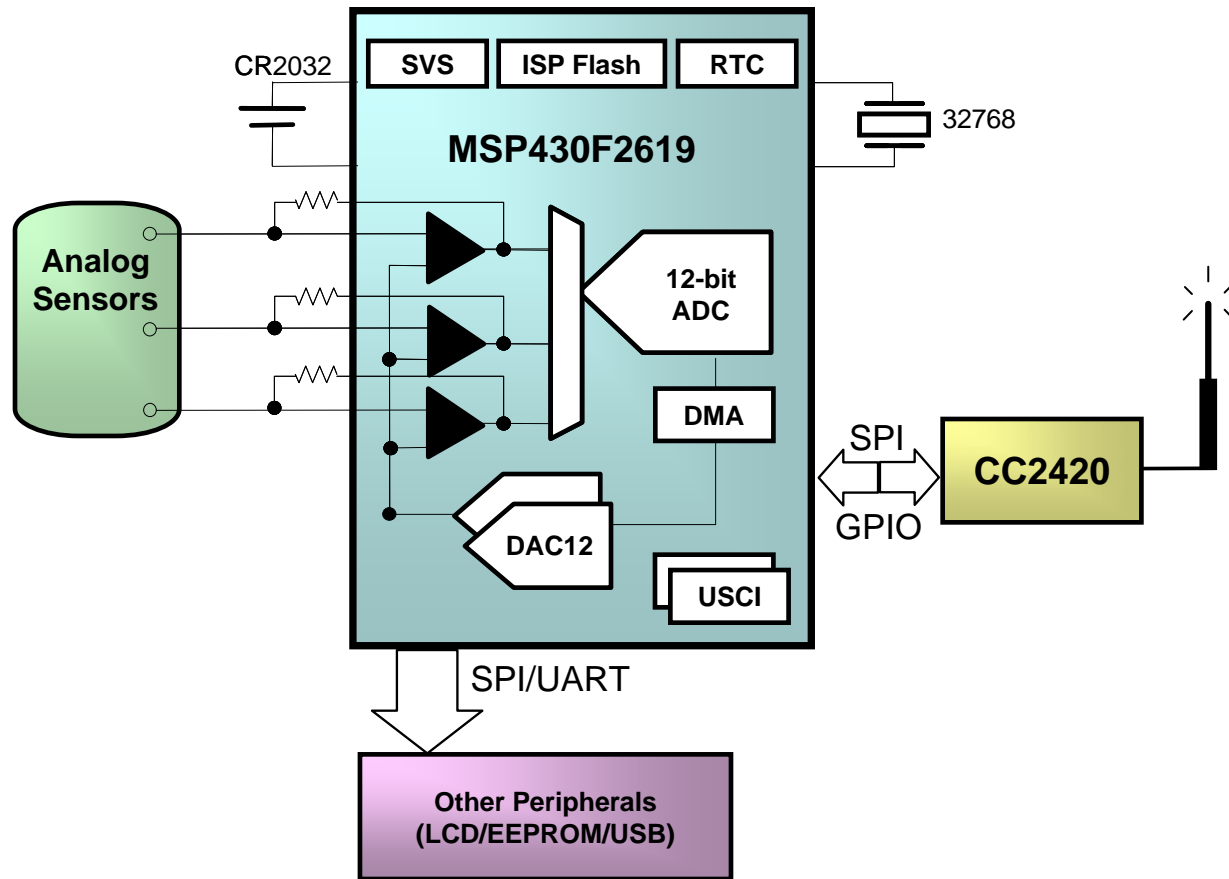 CR2032
SVS
ISP Flash
RTC
32768
MSP430F2619
Analog
Sensors
12-bit
ADC
DMA
SPI
GPIO
CC2420
DAC12
USCI
SPI/UART
Other Peripherals
(LCD/EEPROM/USB)